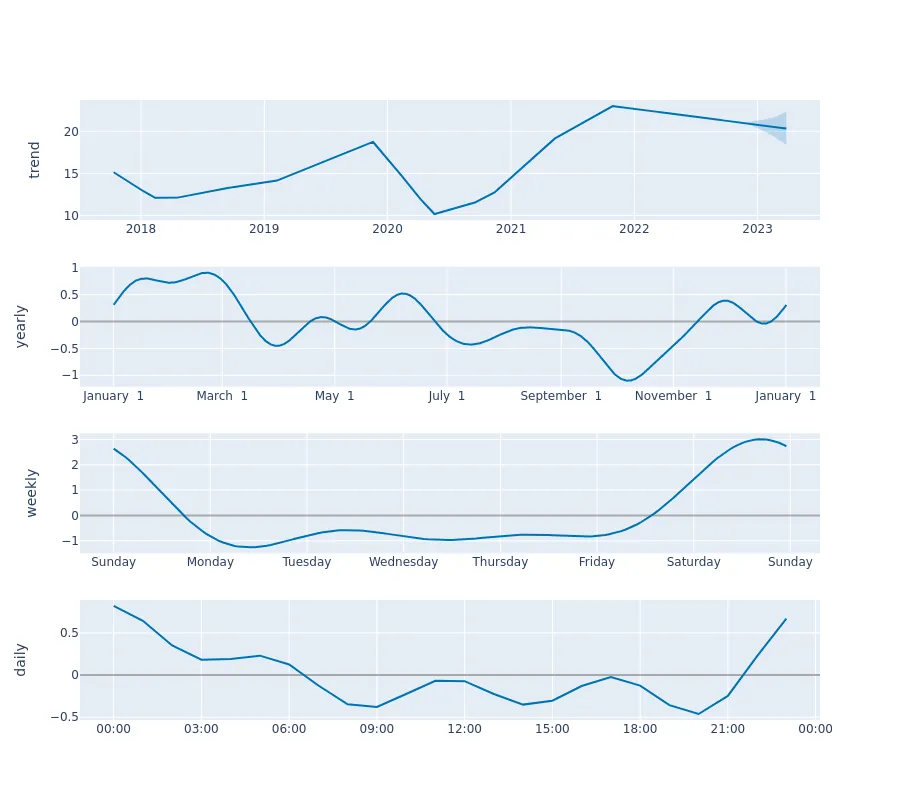 trend
20
15
10
2018 2019 2020 2021 2022 2023
yearly
1
0.5
0
−0.5
−1
January 1 March 1 May 1 July 1 September 1 November 1 January 1
weekly
3
2
1
0
−1
Sunday Monday Tuesday Wednesday Thursday Friday Saturday Sunday
daily
0.5
0
−0.5
00:00 03:00 06:00 09:00 12:00 15:00 18:00 21:00 00:00